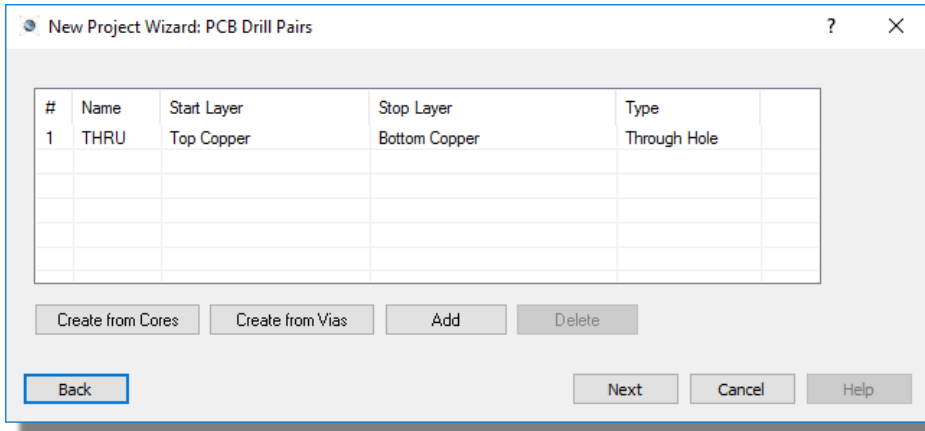 New Project Wizard: PCB Drill Pairs ?
# Name Start Layer Stop Layer Type
1 THRU Top Copper Bottom Copper Through Hole
Create from Cores Create from Vias Add Delete
Back Next Cancel Help